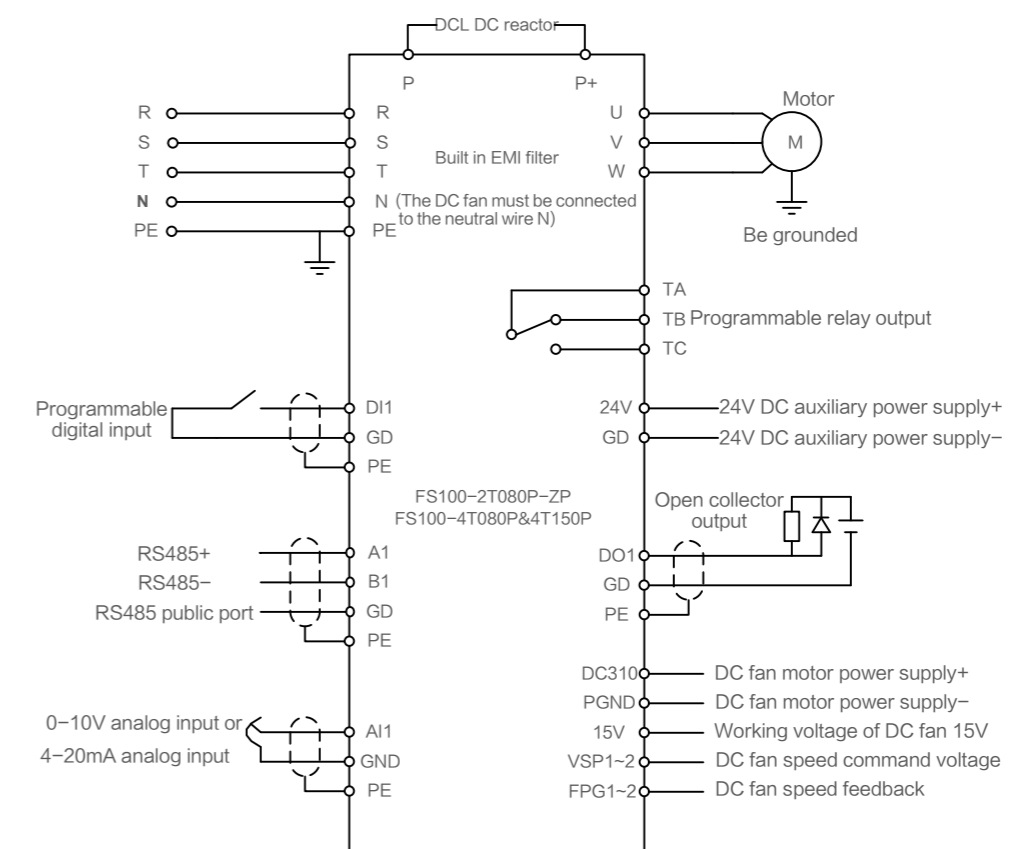 DCL DC reactor
P
P+
R
S
T
N
PE
R
S
T
N (The DC fan must be connected
to the neutral wire N)
PE
Built in EMI filter
U
V
W
Motor
M
Be grounded
TA
TB Programmable relay output
TC
Programmable
digital input
DI1
GD
PE
24V
24V DC auxiliary power supply+
GD
24V DC auxiliary power supply−
FS100−2T080P−ZP
FS100−4T080P&4T150P
Open collector
output
DO1
GD
PE
RS485+
A1
RS485−
B1
RS485 public port
GD
PE
DC310
DC fan motor power supply+
PGND
DC fan motor power supply−
15V
Working voltage of DC fan 15V
VSP1~2
DC fan speed command voltage
FPG1~2
DC fan speed feedback
0−10V analog input or
4−20mA analog input
AI1
GND
PE